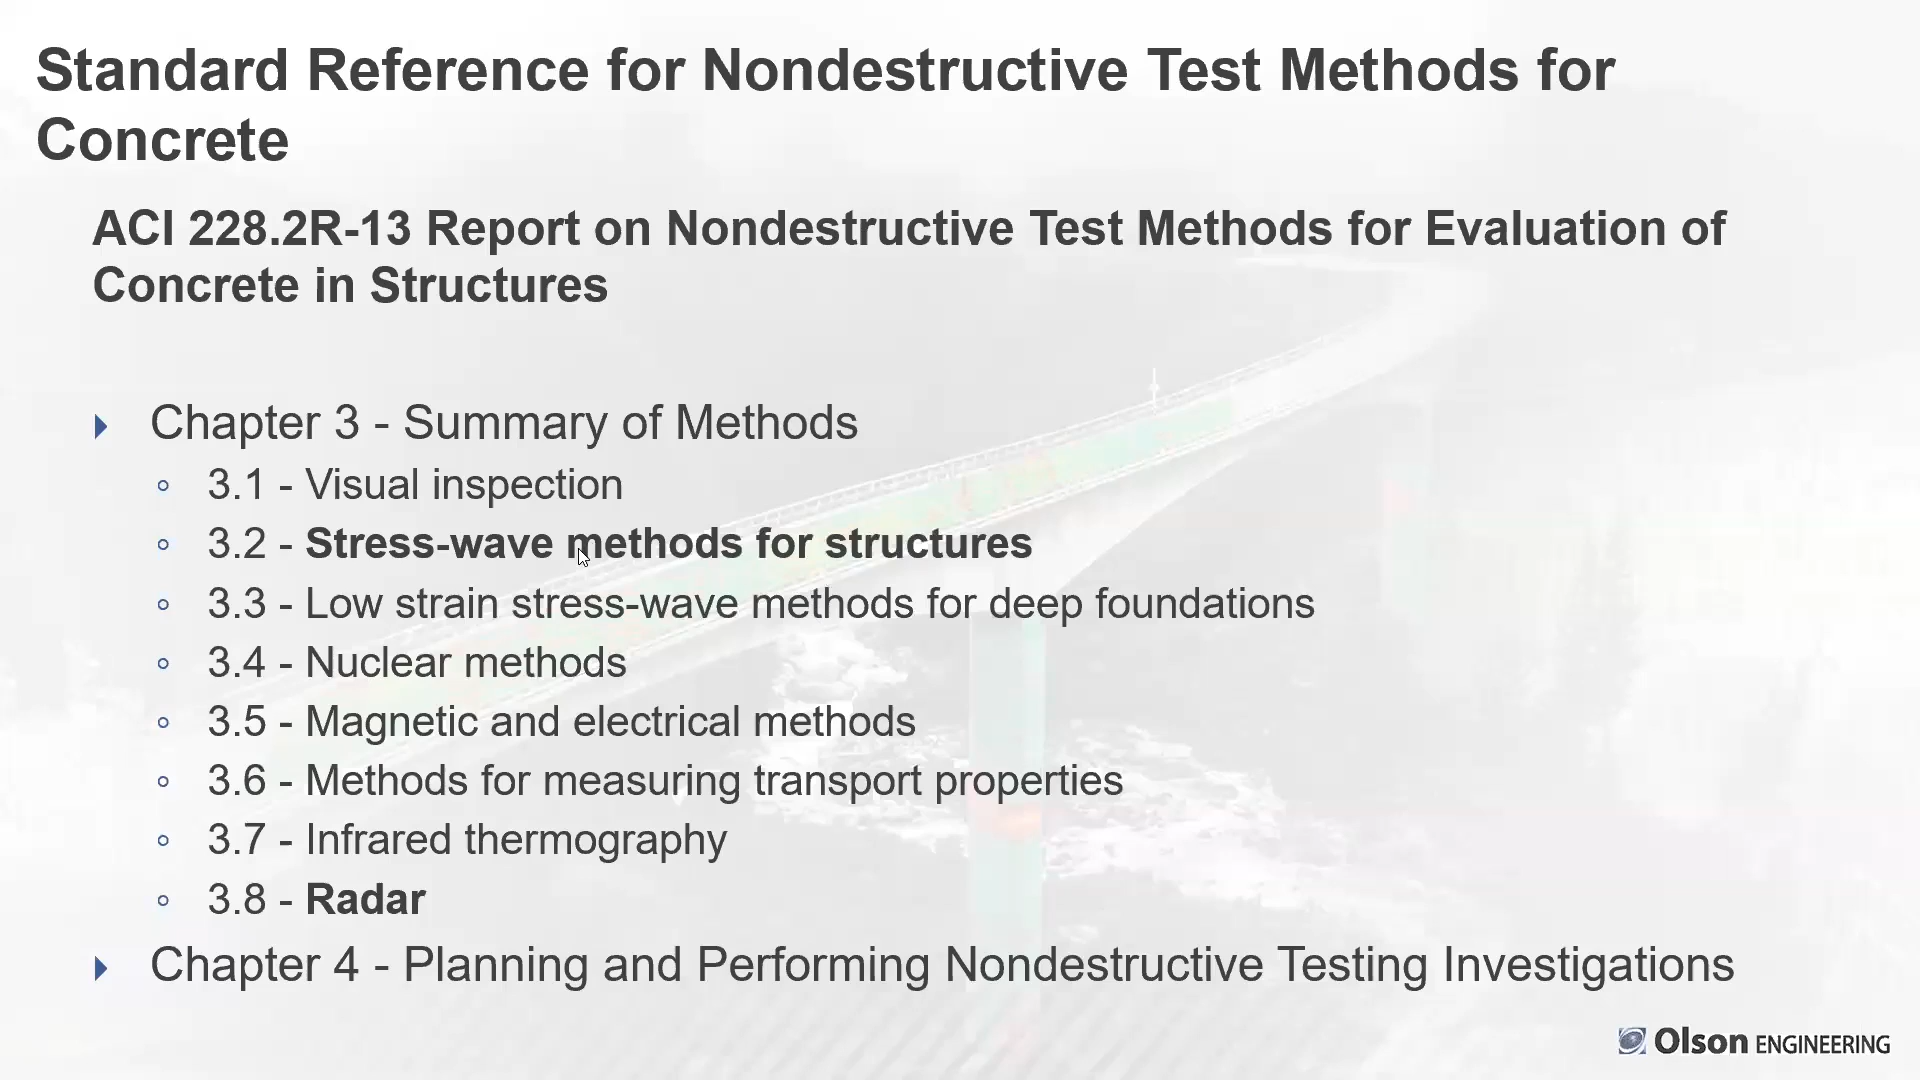 Standard Reference for Nondestructive Test Methods for
Concrete
ACI 228.2R-13 Report on Nondestructive Test Methods for Evaluation of
Concrete in Structures
Chapter 3 - Summary of Methods
3.1 - Visual inspection
3.2 - Stress-wave methods for structures
3.3 - Low strain stress-wave methods for deep foundations
3.4 - Nuclear methods
3.5 - Magnetic and electrical methods
3.6 - Methods for measuring transport properties
3.7 - Infrared thermography
3.8 - Radar
Chapter 4 - Planning and Performing Nondestructive Testing Investigations
Olson ENGINEERING